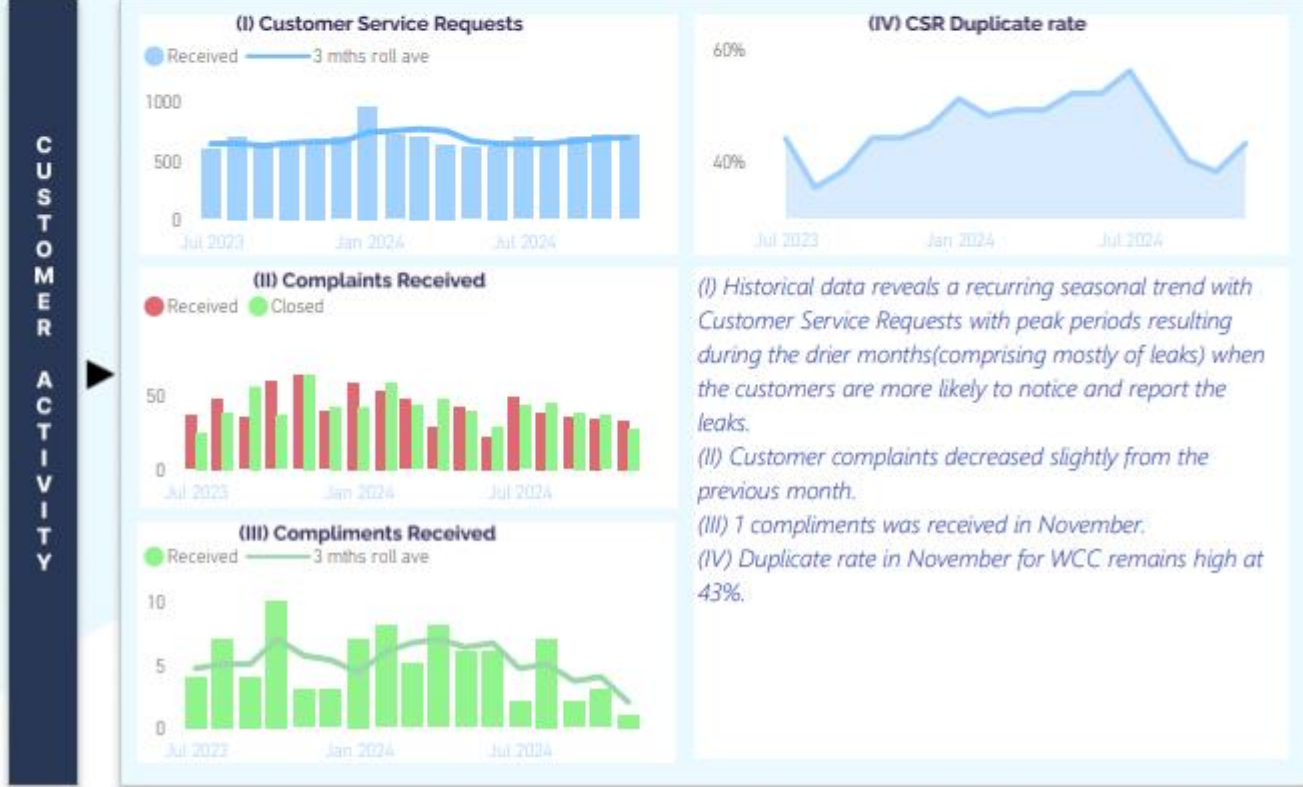 CUSTOMER ACTIVITY
(I) Customer Service Requests
Received 3 mths roll ave
1000
500
0
Jul 2023 Jan 2024 Jul 2024
(II) Complaints Received
Received Closed
50
0
Jul 2023 Jan 2024 Jul 2024
(III) Compliments Received
Received 3 mths roll ave
10
5
0
Jul 2023 Jan 2024 Jul 2024
(IV) CSR Duplicate rate
60%
40%
Jul 2023 Jan 2024 Jul 2024
(I) Historical data reveals a recurring seasonal trend with
Customer Service Requests with peak periods resulting
during the drier months(comprising mostly of leaks) when
the customers are more likely to notice and report the
leaks.
(II) Customer complaints decreased slightly from the
previous month.
(III) 1 compliments was received in November.
(IV) Duplicate rate in November for WCC remains high at
43%.